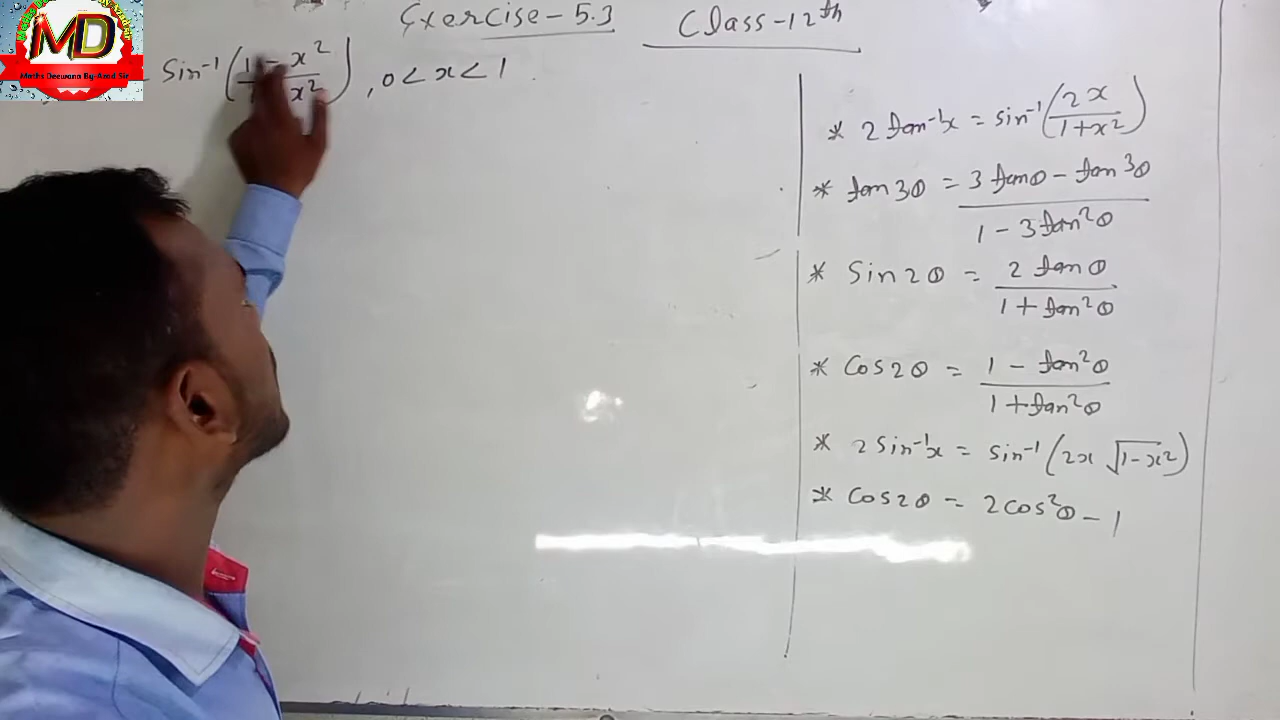 MD
Maths Deewana By-Azad Sir
Exercise - 5.3 Class - 12th
Sin⁻¹ (1 - x² / 1 x²) , 0 < x < 1
* 2 tan⁻¹x = sin⁻¹ (2x / 1+x²)
* tan 3θ = 3 tanθ - tan³θ / 1 - 3 tan²θ
* Sin 2θ = 2 tan θ / 1 + tan²θ
* Cos 2θ = 1 - tan²θ / 1 + tan²θ
* 2 Sin⁻¹x = Sin⁻¹ (2x √1-x²)
* Cos 2θ = 2 cos²θ - 1